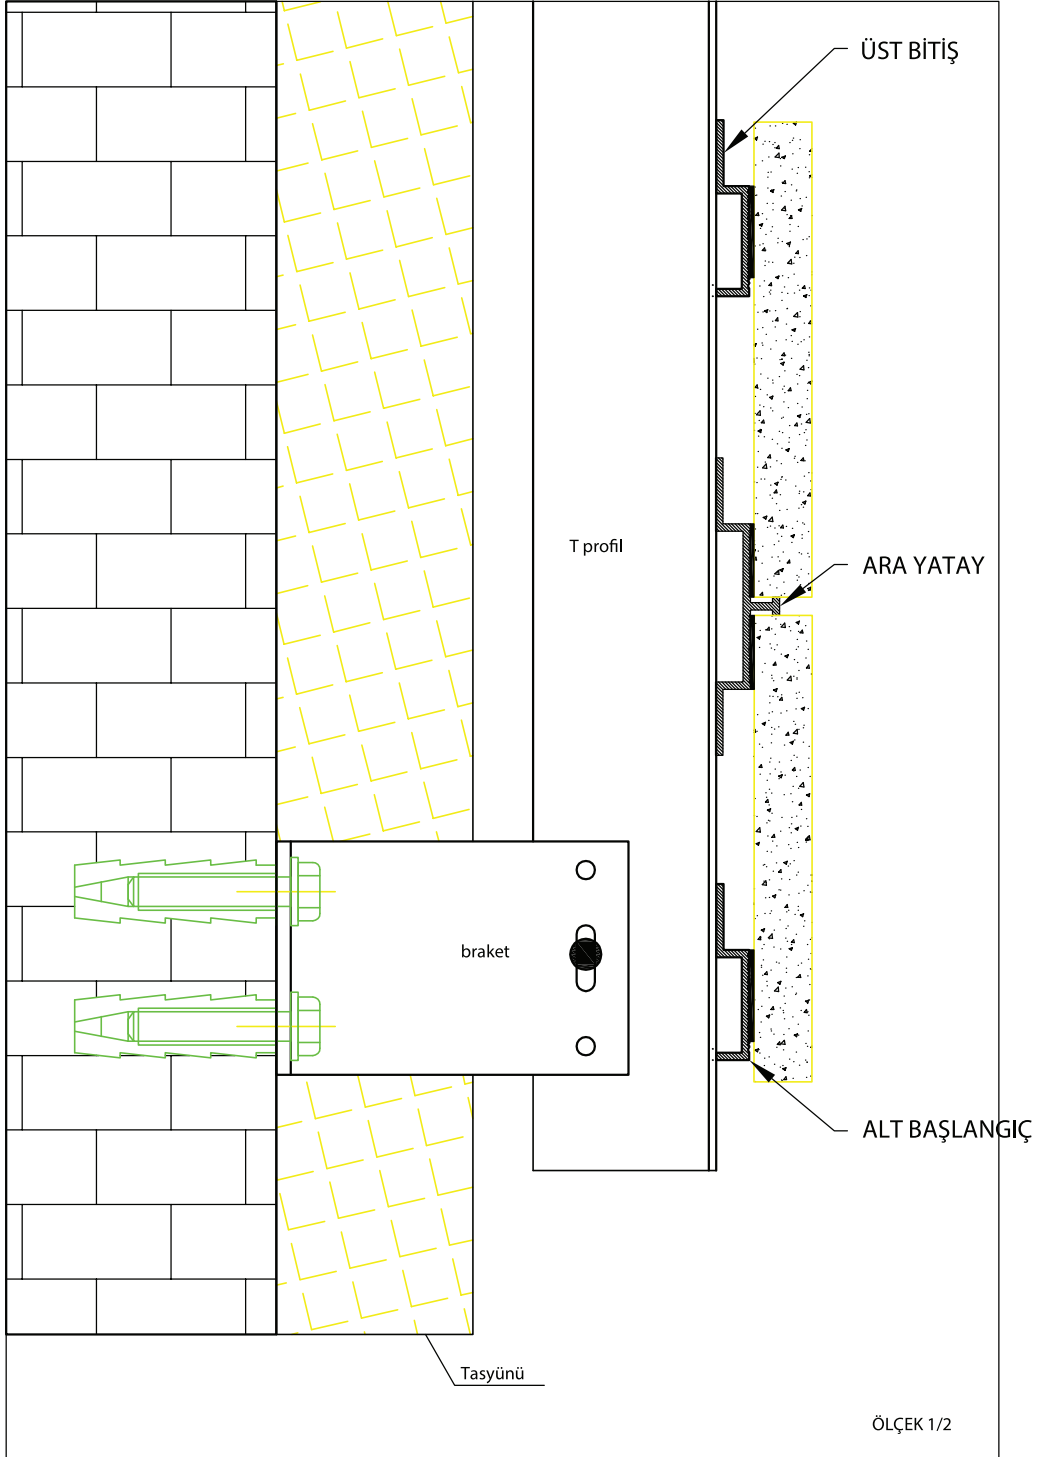 ÜST BİTİŞ
T profil
ARA YATAY
braket
ALT BAŞLANGIÇ
Tasyünü
ÖLÇEK 1/2